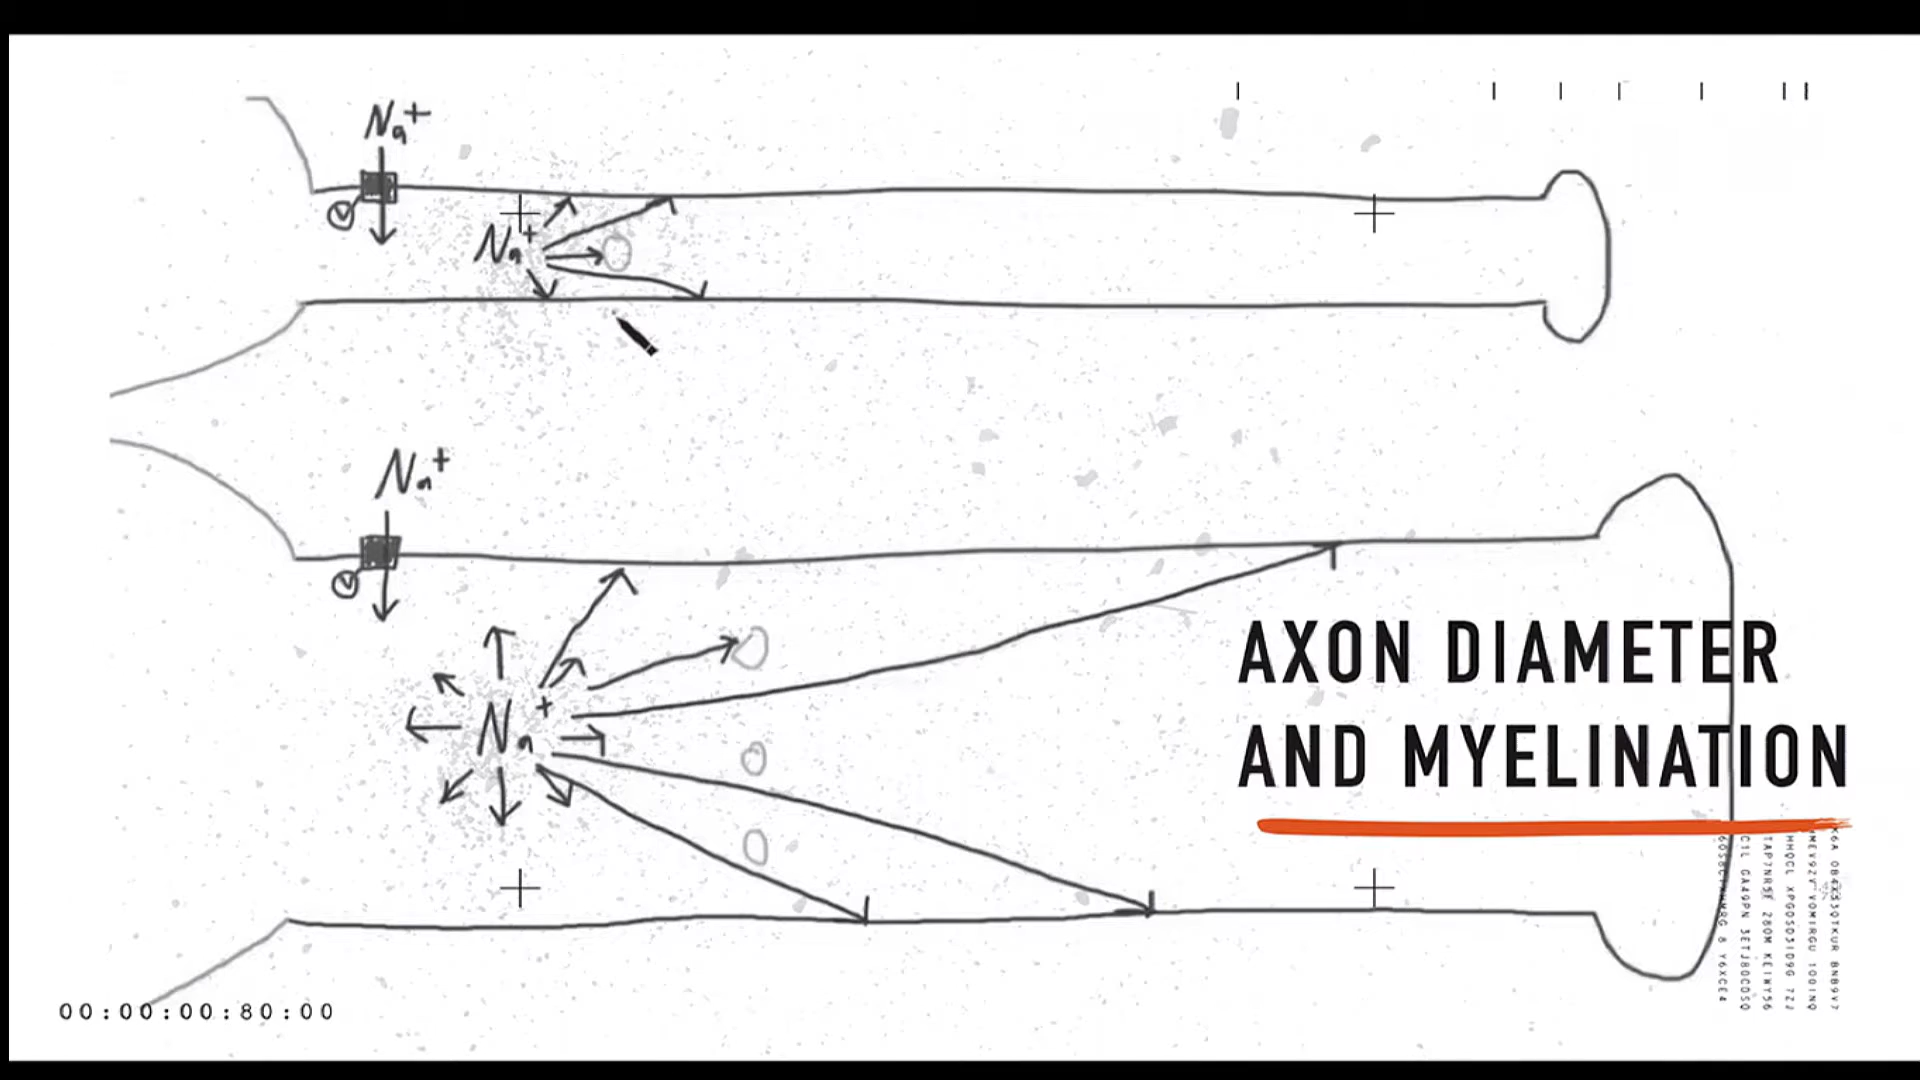 Na+
Na+
Na+
Na+
AXON DIAMETER
AND MYELINATION
00:00:00:80:00